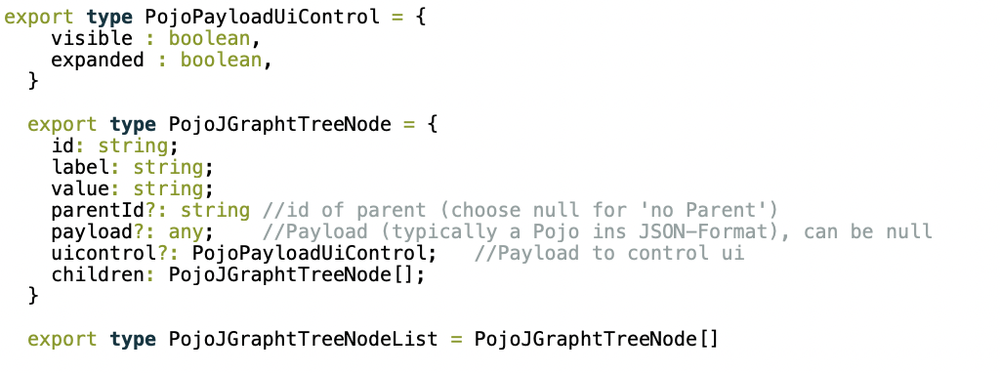 export type PojoPayloadUiControl = {
    visible : boolean,
    expanded : boolean,
  }

  export type PojoJGraphtTreeNode = {
    id: string;
    label: string;
    value: string;
    parentId?: string //id of parent (choose null for 'no Parent')
    payload?: any;    //Payload (typically a Pojo ins JSON-Format), can be null
    uicontrol?: PojoPayloadUiControl;   //Payload to control ui
    children: PojoJGraphtTreeNode[];
  }

  export type PojoJGraphtTreeNodeList = PojoJGraphtTreeNode[]